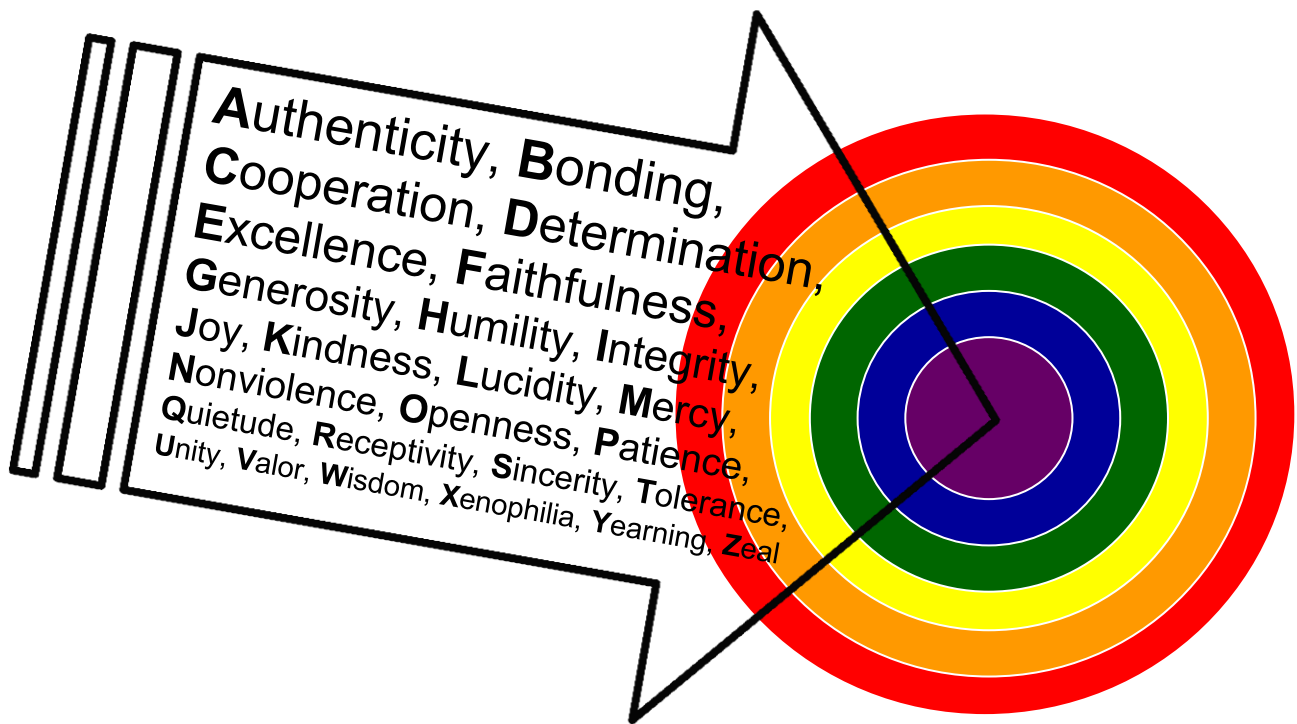 Authenticity, Bonding,
Cooperation, Determination,
Excellence, Faithfulness,
Generosity, Humility, Integrity,
Joy, Kindness, Lucidity, Mercy,
Nonviolence, Openness, Patience,
Quietude, Receptivity, Sincerity, Tolerance,
Unity, Valor, Wisdom, Xenophilia, Yearning, Zeal